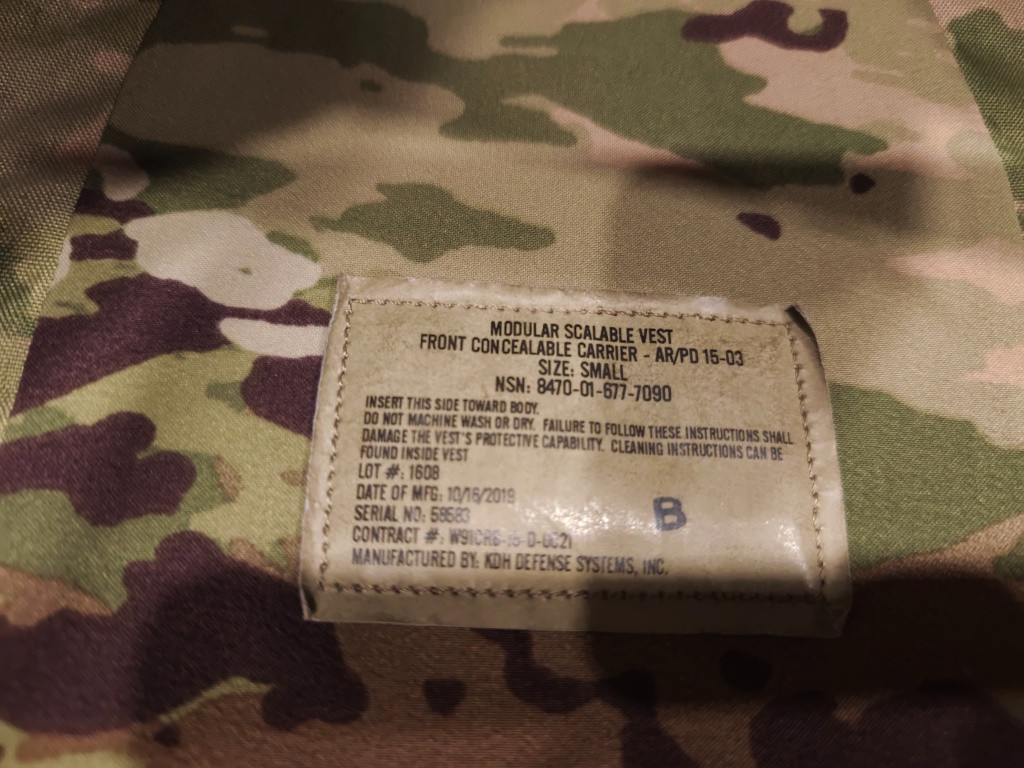 MODULAR SCALABLE VEST
FRONT CONCEALABLE CARRIER - AR/PD 15-03
SIZE: SMALL
NSN: 8470-01-677-7090
INSERT THIS SIDE TOWARD BODY.
DO NOT MACHINE WASH OR DRY. FAILURE TO FOLLOW THESE INSTRUCTIONS SHALL
DAMAGE THE VEST'S PROTECTIVE CAPABILITY. CLEANING INSTRUCTIONS CAN BE
FOUND INSIDE VEST
LOT #: 1608
DATE OF MFG: 10/16/2019
SERIAL NO: 58583
CONTRACT #:
MANUFACTURED BY: KDH DEFENSE SYSTEMS, INC.
B